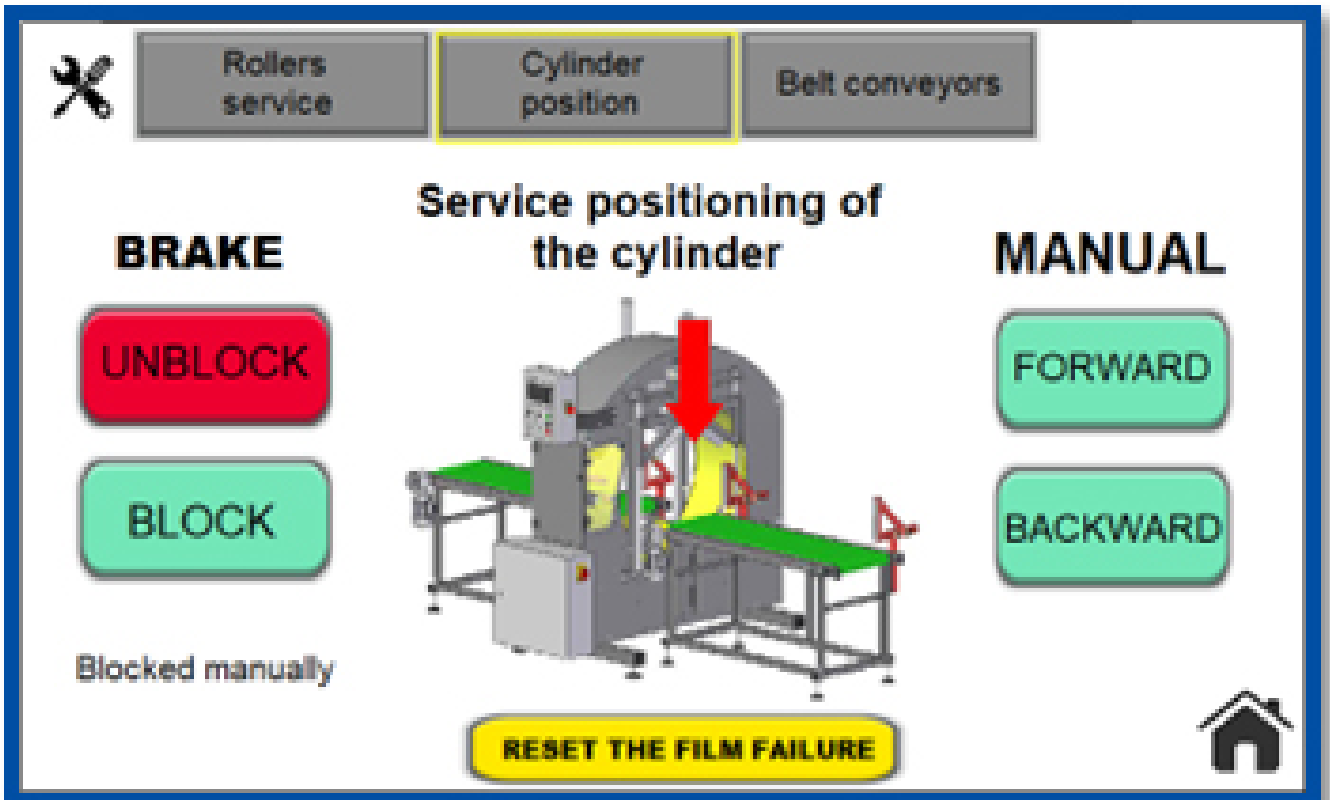 Rollers
service
Cylinder
position
Belt conveyors
Service positioning of
the cylinder
BRAKE
UNBLOCK
BLOCK
Blocked manually
MANUAL
FORWARD
BACKWARD
RESET THE FILM FAILURE